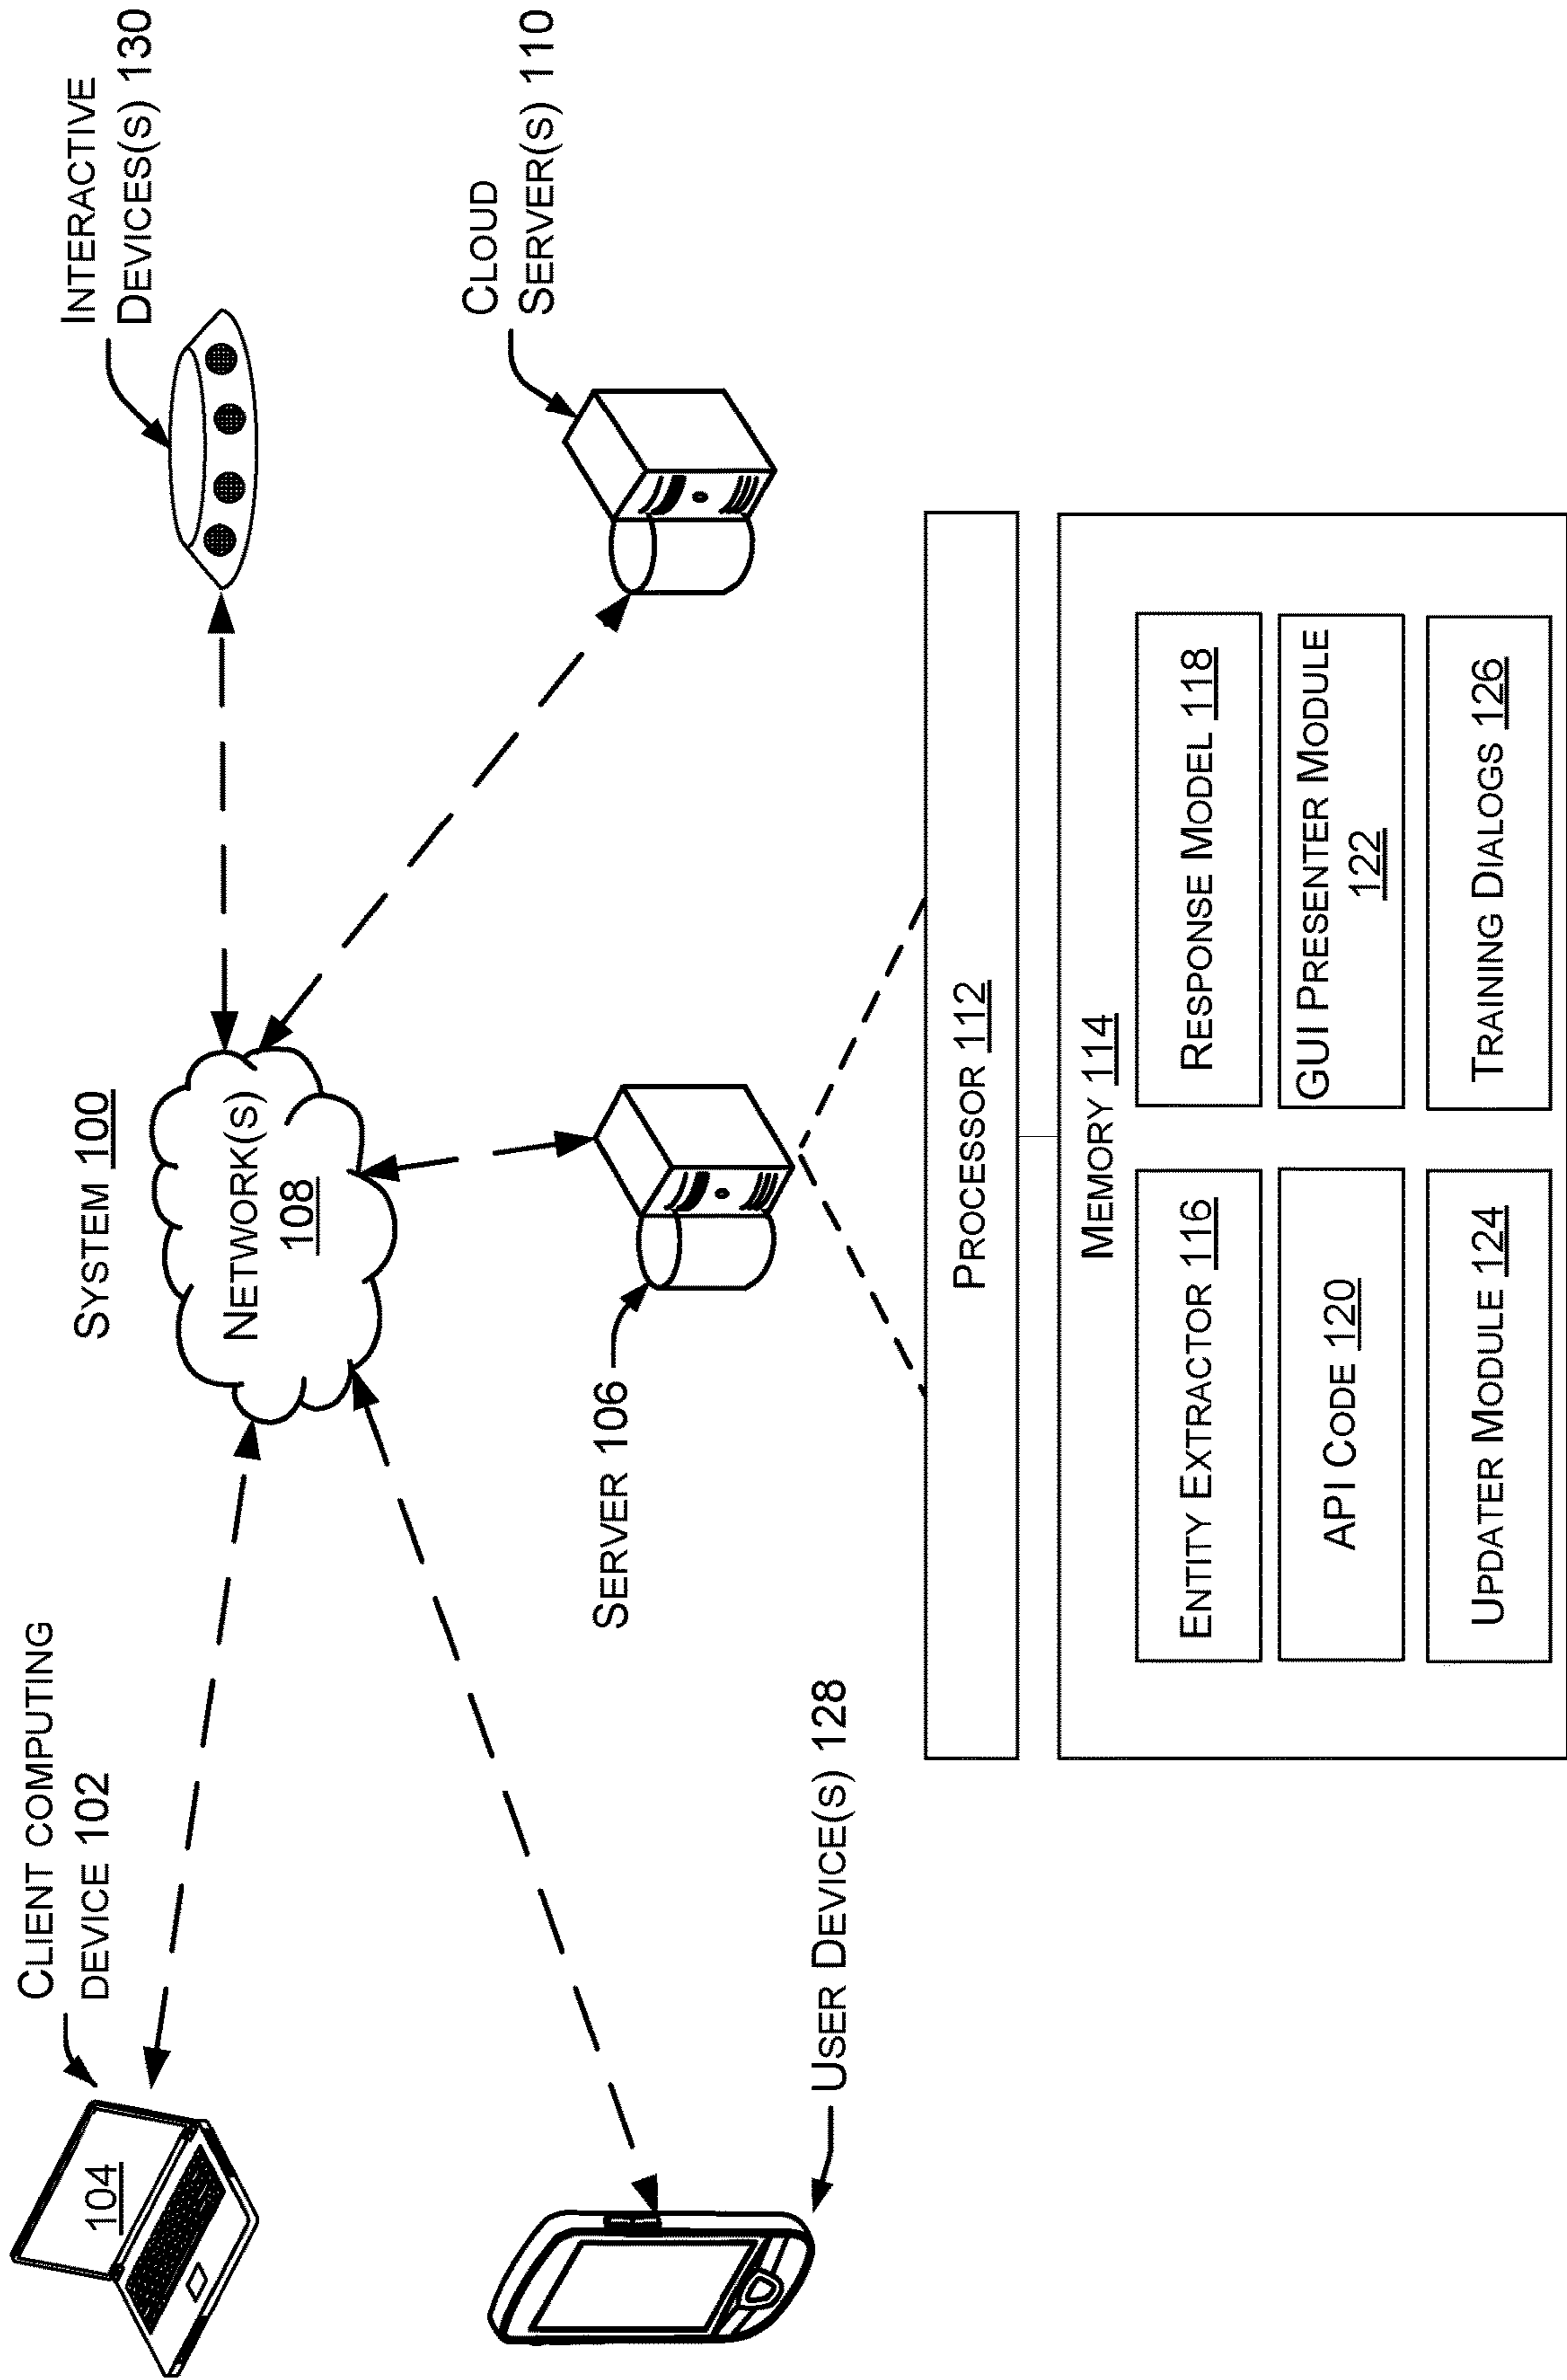 SYSTEM 100
CLIENT COMPUTING
DEVICE 102
104
NETWORK(S)
108
INTERACTIVE
DEVICES(S) 130
CLOUD
SERVER(S) 110
SERVER 106
USER DEVICE(S) 128
PROCESSOR 112
MEMORY 114
ENTITY EXTRACTOR 116
RESPONSE MODEL 118
API CODE 120
GUI PRESENTER MODULE
122
UPDATER MODULE 124
TRAINING DIALOGS 126